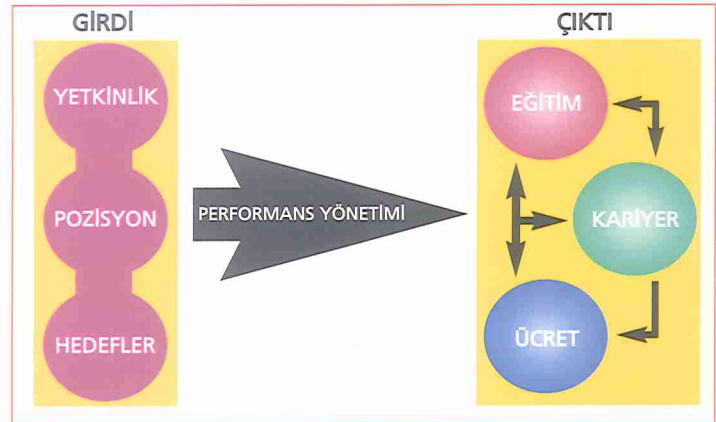 GİRDİ
YETKİNLİK
POZİSYON
HEDEFLER
PERFORMANS YÖNETİMİ
ÇIKTI
EĞİTİM
KARİYER
ÜCRET